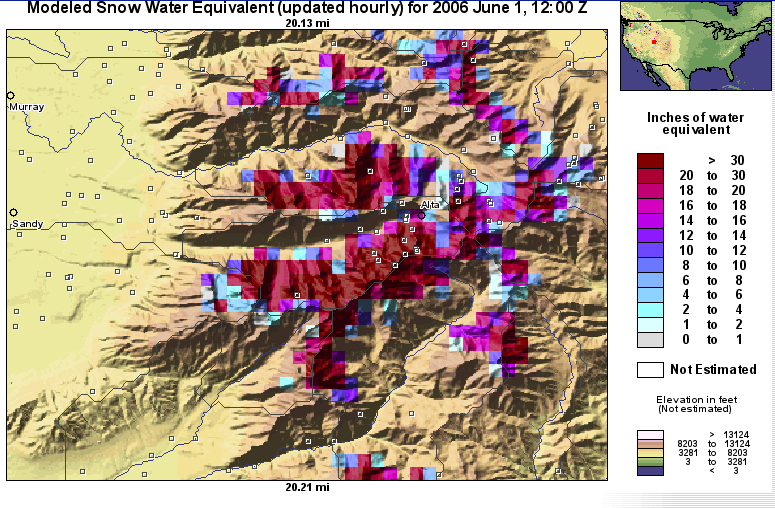 Modeled Snow Water Equivalent (updated hourly) for 2006 June 1, 12:00 Z
20.13 mi
Murray
Sandy
Alta
20.21 mi
Inches of water
equivalent
> 30
20 to 30
18 to 20
16 to 18
14 to 16
12 to 14
10 to 12
8 to 10
6 to 8
4 to 6
2 to 4
1 to 2
0 to 1
Not Estimated
Elevation in feet
(Not estimated)
> 13124
8203 to 13124
3281 to 8203
3 to 3281
< 3